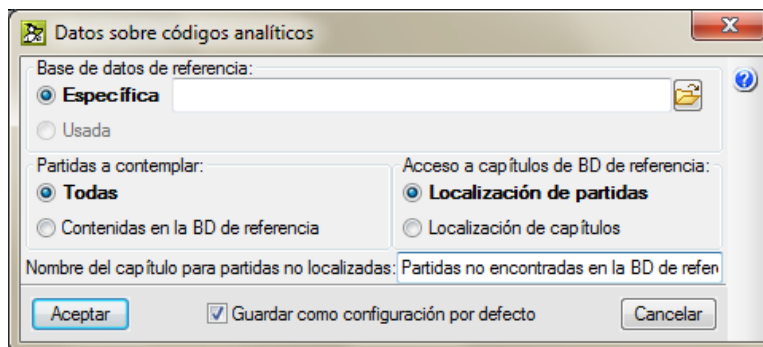 Datos sobre códigos analíticos
Base de datos de referencia:
Específica
Usada
Partidas a contemplar:
Acceso a capítulos de BD de referencia:
Todas
Localización de partidas
Contenidas en la BD de referencia
Localización de capítulos
Nombre del capítulo para partidas no localizadas: Partidas no encontradas en la BD de refer
Aceptar
Guardar como configuración por defecto
Cancelar